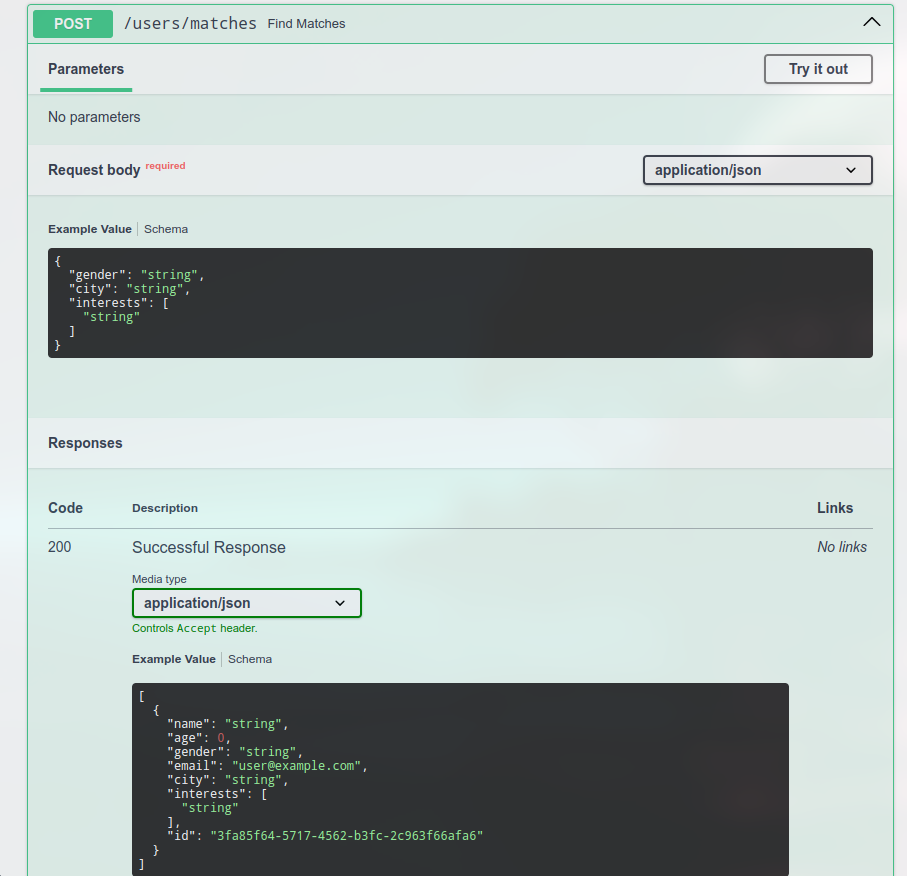 POST /users/matches Find Matches
Parameters
Try it out
No parameters
Request body required
application/json
Example Value Schema
{
  "gender": "string",
  "city": "string",
  "interests": [
    "string"
  ]
}
Responses
Code Description Links
200 Successful Response No links
Media type
application/json
Controls Accept header.
Example Value Schema
[
  {
    "name": "string",
    "age": 0,
    "gender": "string",
    "email": "user@example.com",
    "city": "string",
    "interests": [
      "string"
    ],
    "id": "3fa85f64-5717-4562-b3fc-2c963f66afa6"
  }
]